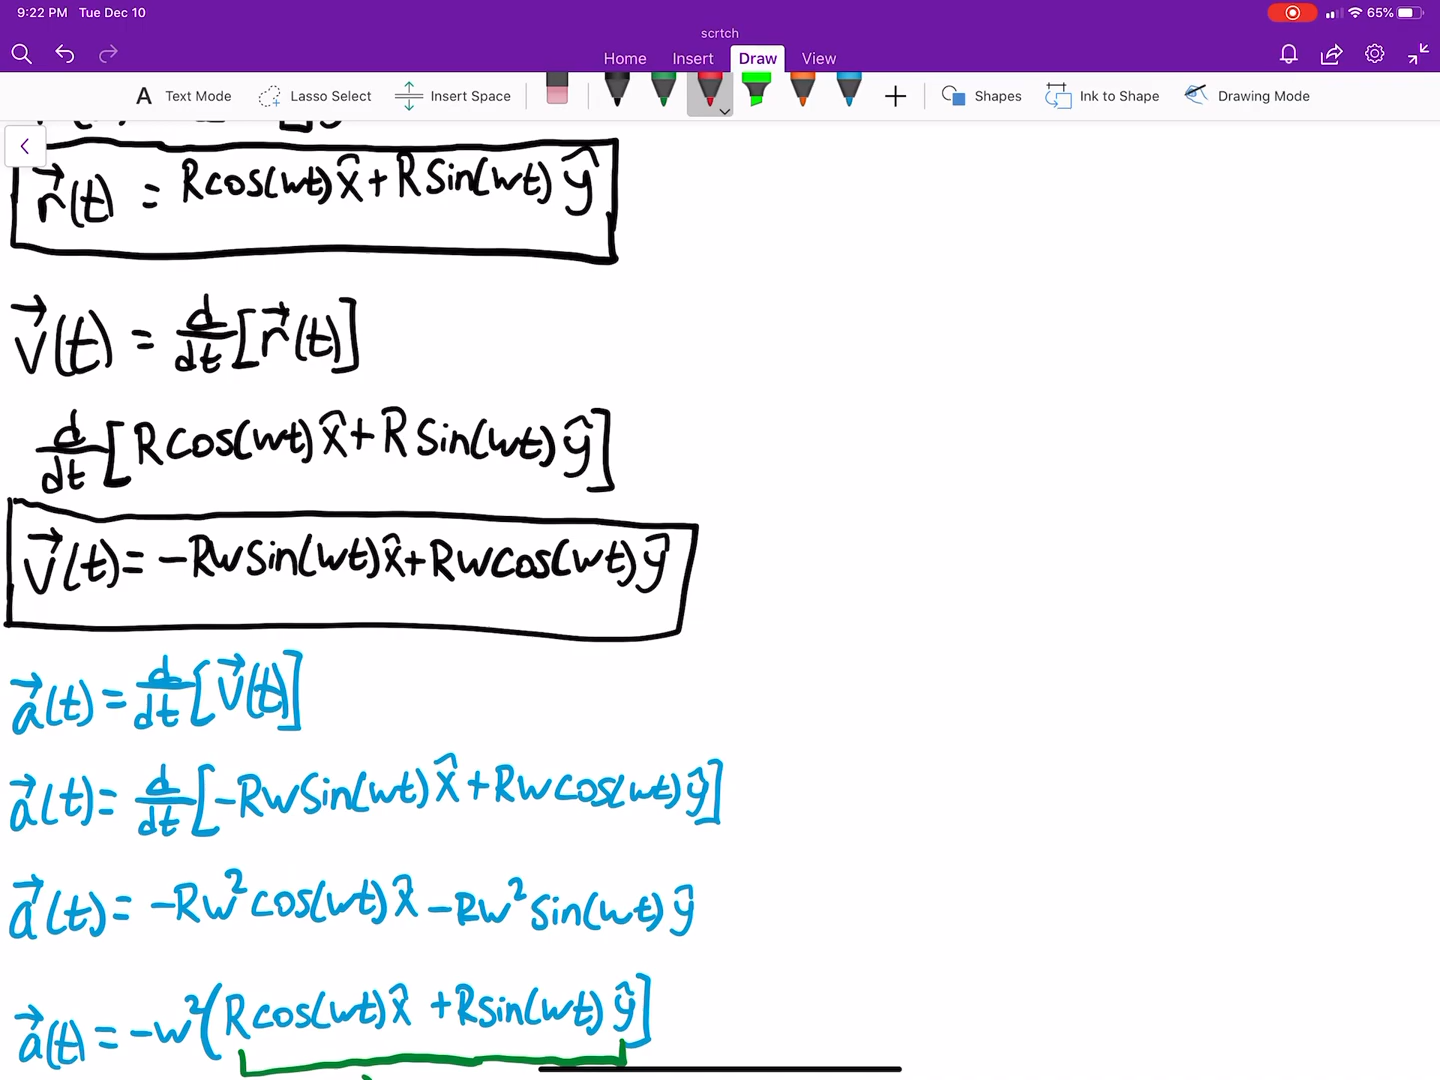 9:22 PM Tue Dec 10 65%
scrtch
Home Insert Draw View
A Text Mode Lasso Select Insert Space Shapes Ink to Shape Drawing Mode
r⃗(t) = Rcos(wt)x̂ + RSin(wt)ŷ
v⃗(t) = d/dt[r⃗(t)]
d/dt[Rcos(wt)x̂ + RSin(wt)ŷ]
v⃗(t) = -RwSin(wt)x̂ + Rwcos(wt)ŷ
a⃗(t) = d/dt[v⃗(t)]
a⃗(t) = d/dt[-RwSin(wt)x̂ + Rwcos(wt)ŷ]
a⃗(t) = -Rw²cos(wt)x̂ - Rw²sin(wt)ŷ
a⃗(t) = -w²(Rcos(wt)x̂ + Rsin(wt)ŷ]